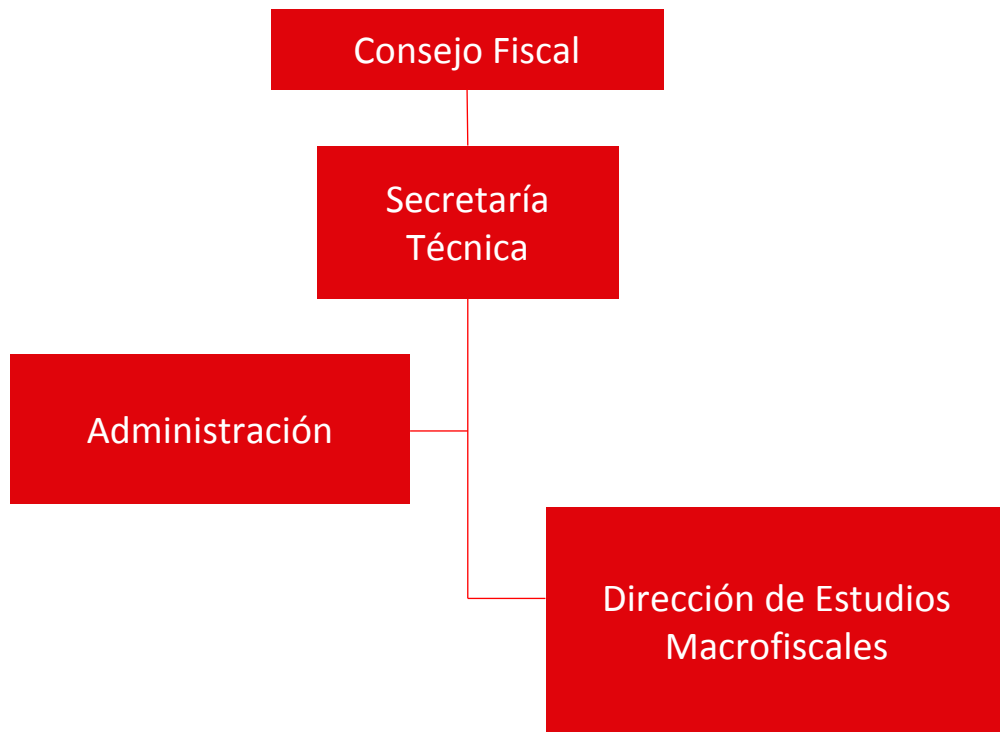 Consejo Fiscal
Secretaría
Técnica
Administración
Dirección de Estudios
Macrofiscales